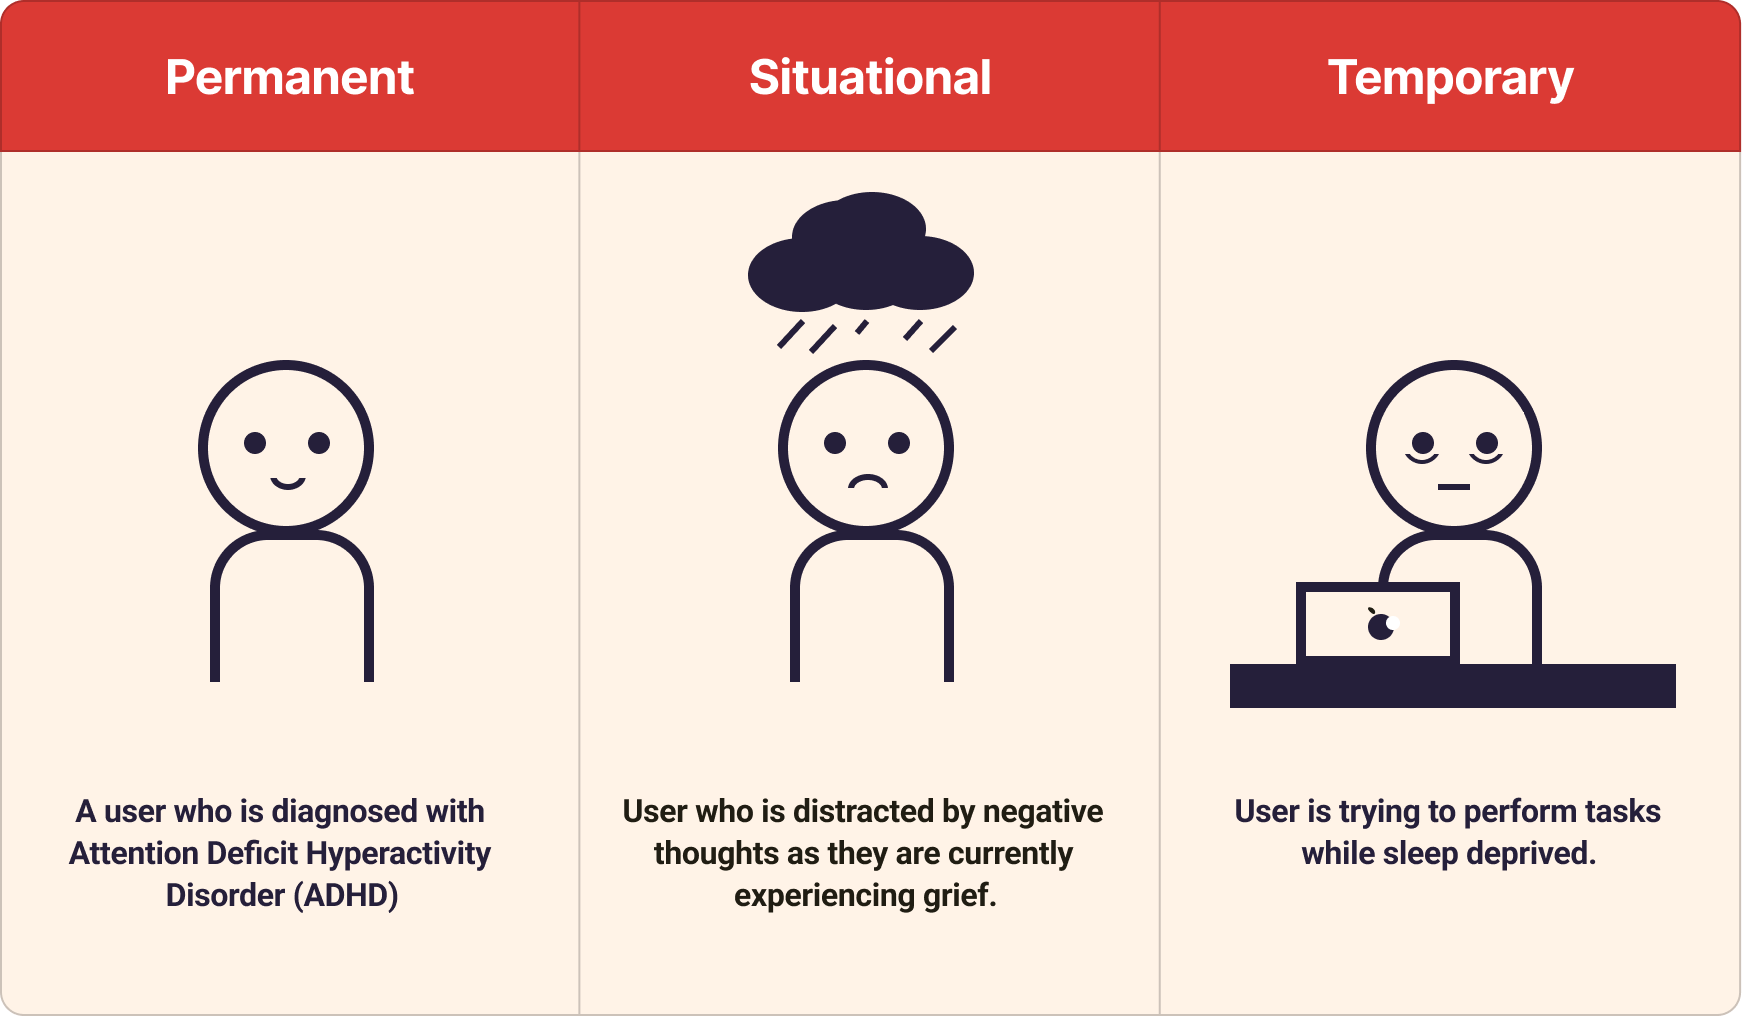 Permanent
Situational
Temporary
A user who is diagnosed with
Attention Deficit Hyperactivity
Disorder (ADHD)
User who is distracted by negative
thoughts as they are currently
experiencing grief.
User is trying to perform tasks
while sleep deprived.